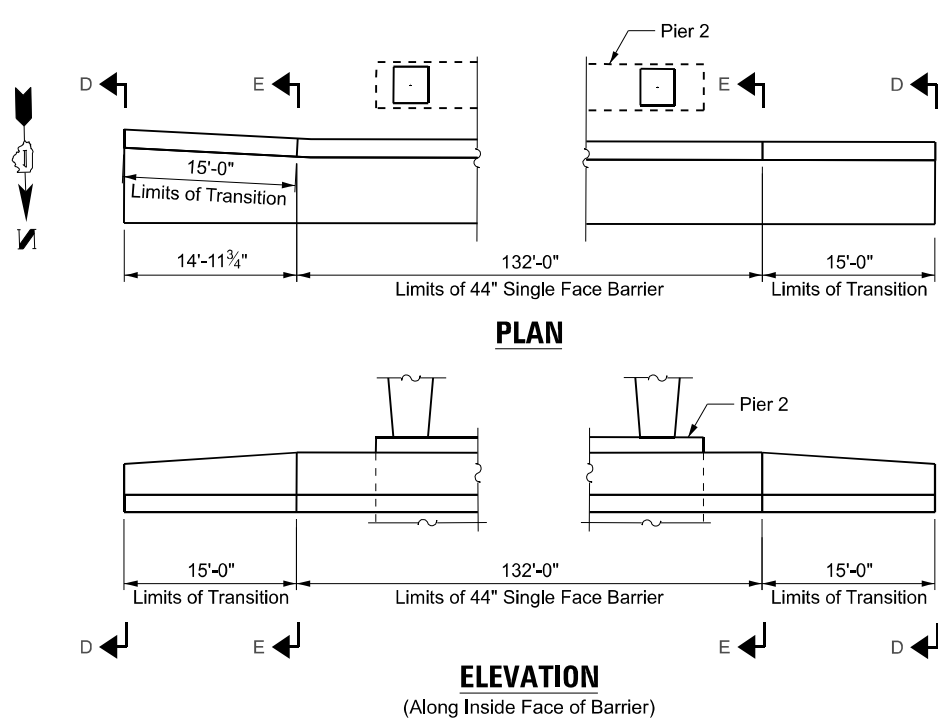 Pier 2
D E E D
15'-0"
Limits of Transition
N
14'-11¾" 132'-0" 15'-0"
Limits of 44" Single Face Barrier Limits of Transition
PLAN
Pier 2
15'-0" 132'-0" 15'-0"
Limits of Transition Limits of 44" Single Face Barrier Limits of Transition
D E E D
ELEVATION
(Along Inside Face of Barrier)